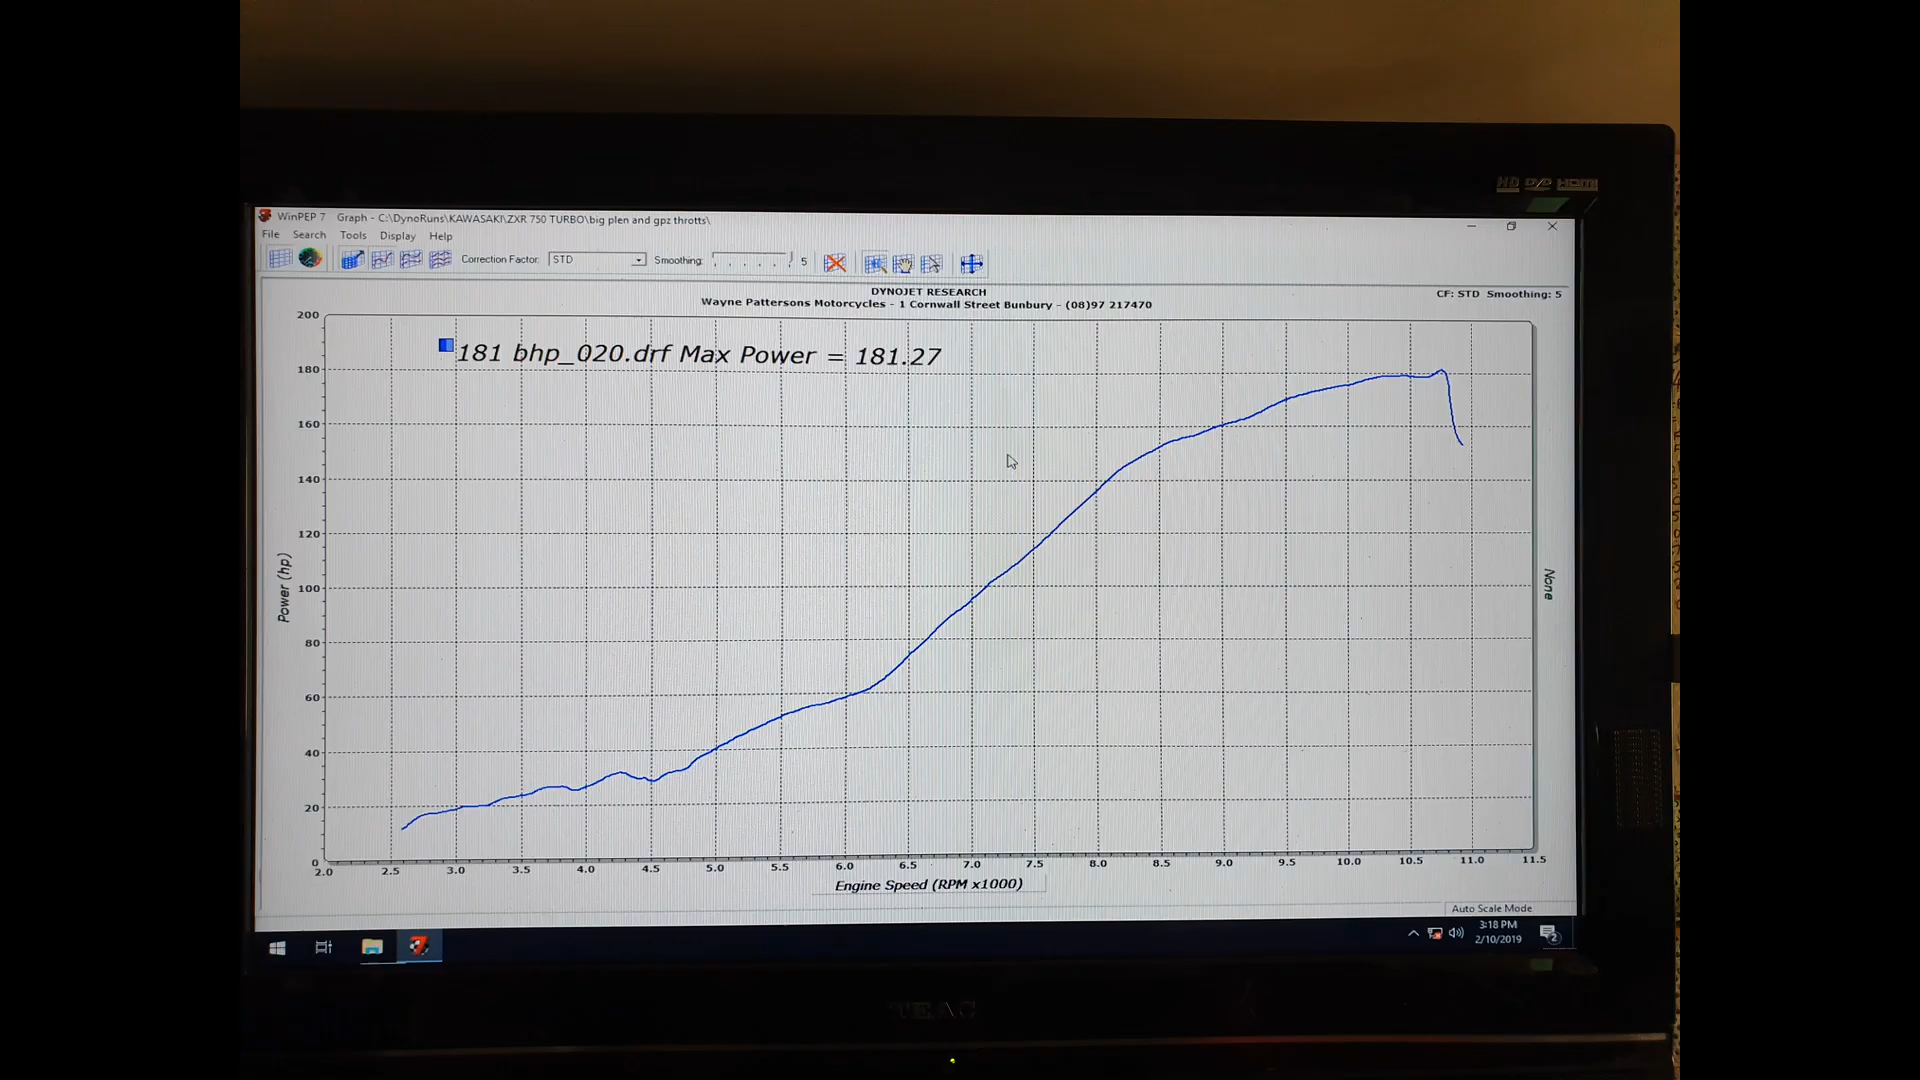 HD DVD HDMI
WinPEP 7 Graph - C:\DynoRuns\KAWASAKI\ZXR 750 TURBO\big plen and gpz throtts\
File Search Tools Display Help
Correction Factor: STD Smoothing: 5
DYNOJET RESEARCH
Wayne Pattersons Motorcycles - 1 Cornwall Street Bunbury - (08)97 217470
CF: STD Smoothing: 5
181 bhp_020.drf Max Power = 181.27
200
180
160
140
120
100
80
60
40
20
0
Power (hp)
None
2.0 2.5 3.0 3.5 4.0 4.5 5.0 5.5 6.0 6.5 7.0 7.5 8.0 8.5 9.0 9.5 10.0 10.5 11.0 11.5
Engine Speed (RPM x1000)
Auto Scale Mode
3:18 PM
2/10/2019
2
TEAC